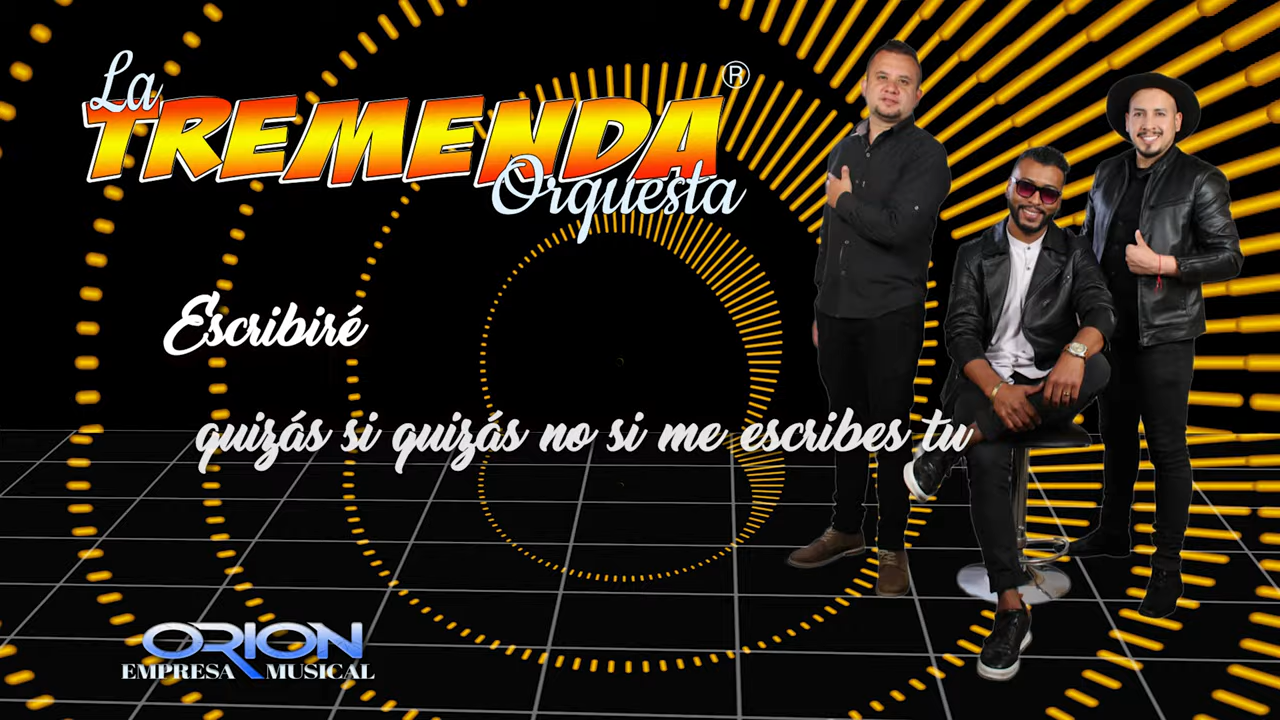 La
TREMENDA®
Orquesta
Escribiré
quizás si quizás no si me escribes tu
ORION
EMPRESA MUSICAL